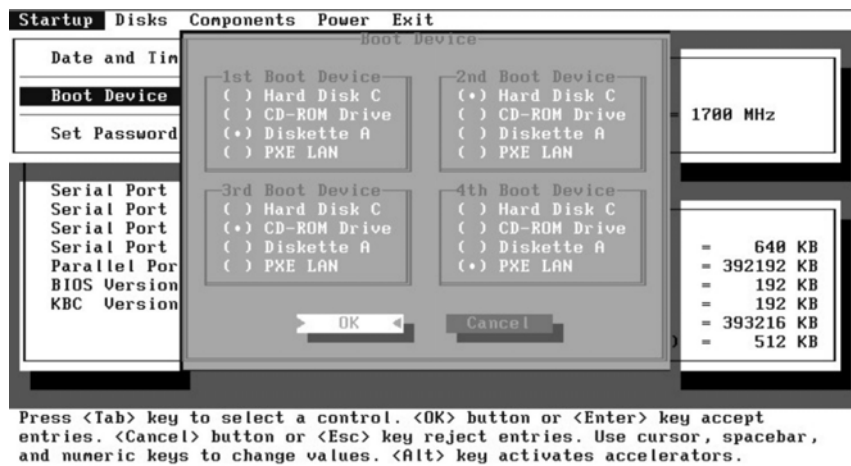 Startup Disks Components Power Exit
Boot Device
Date and Tim
Boot Device
Set Password
1st Boot Device
( ) Hard Disk C
( ) CD-ROM Drive
(•) Diskette A
( ) PXE LAN
2nd Boot Device
(•) Hard Disk C
( ) CD-ROM Drive
( ) Diskette A
( ) PXE LAN
= 1700 MHz
Serial Port
Serial Port
Serial Port
Serial Port
Parallel Por
BIOS Version
KBC Version
3rd Boot Device
( ) Hard Disk C
(•) CD-ROM Drive
( ) Diskette A
( ) PXE LAN
4th Boot Device
( ) Hard Disk C
( ) CD-ROM Drive
( ) Diskette A
(•) PXE LAN
= 640 KB
= 392192 KB
= 192 KB
= 192 KB
= 393216 KB
) = 512 KB
OK
Cancel
Press <Tab> key to select a control. <OK> button or <Enter> key accept
entries. <Cancel> button or <Esc> key reject entries. Use cursor, spacebar,
and numeric keys to change values. <Alt> key activates accelerators.